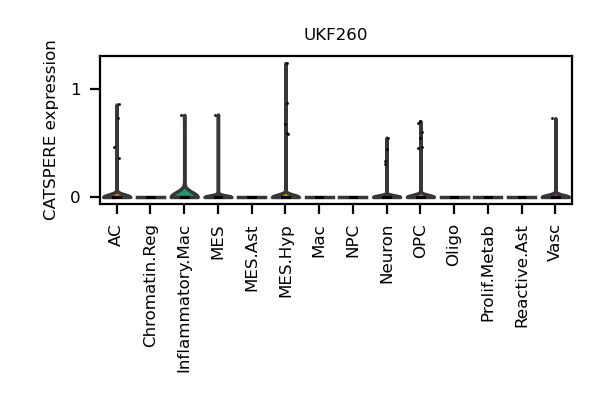 UKF260
CATSPERE expression
1
0
AC
Chromatin.Reg
Inflammatory.Mac
MES
MES.Ast
MES.Hyp
Mac
NPC
Neuron
OPC
Oligo
Prolif.Metab
Reactive.Ast
Vasc